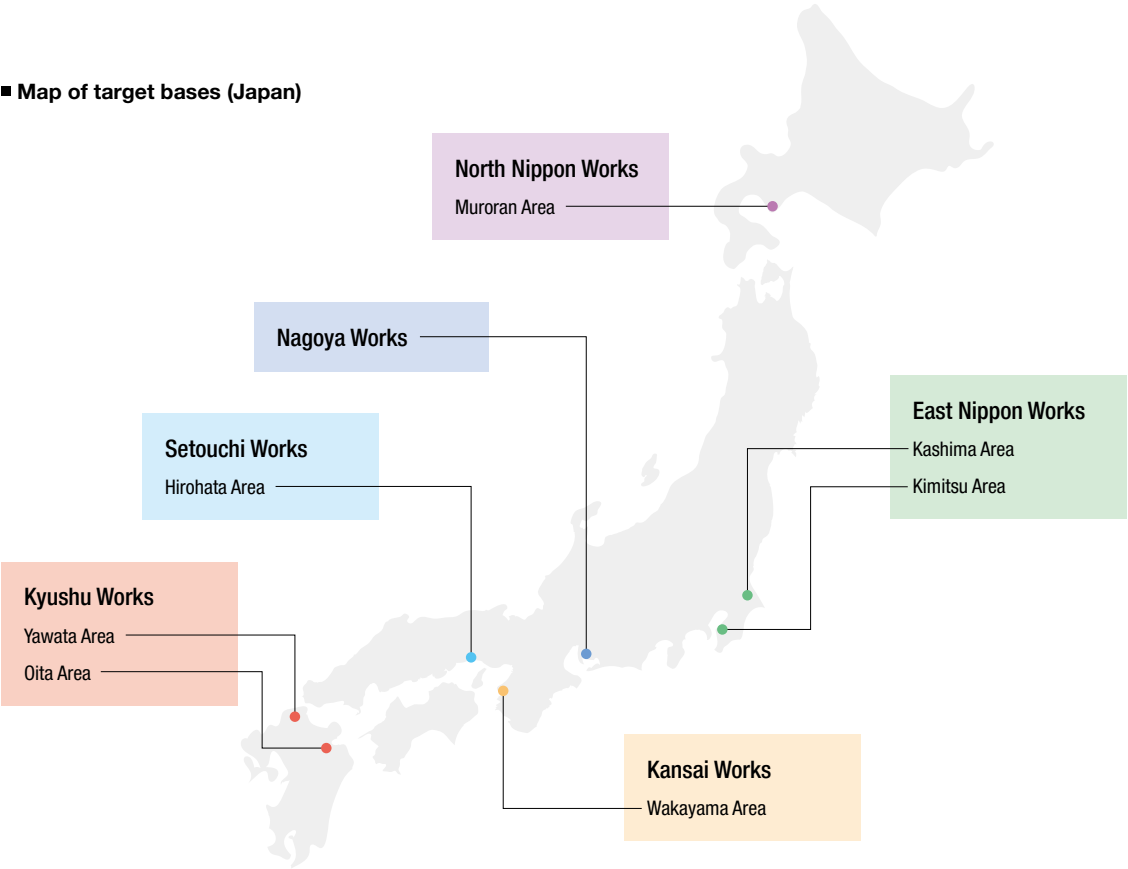 ■ Map of target bases (Japan)
North Nippon Works
Muroran Area
Nagoya Works
East Nippon Works
Kashima Area
Kimitsu Area
Setouchi Works
Hirohata Area
Kyushu Works
Yawata Area
Oita Area
Kansai Works
Wakayama Area